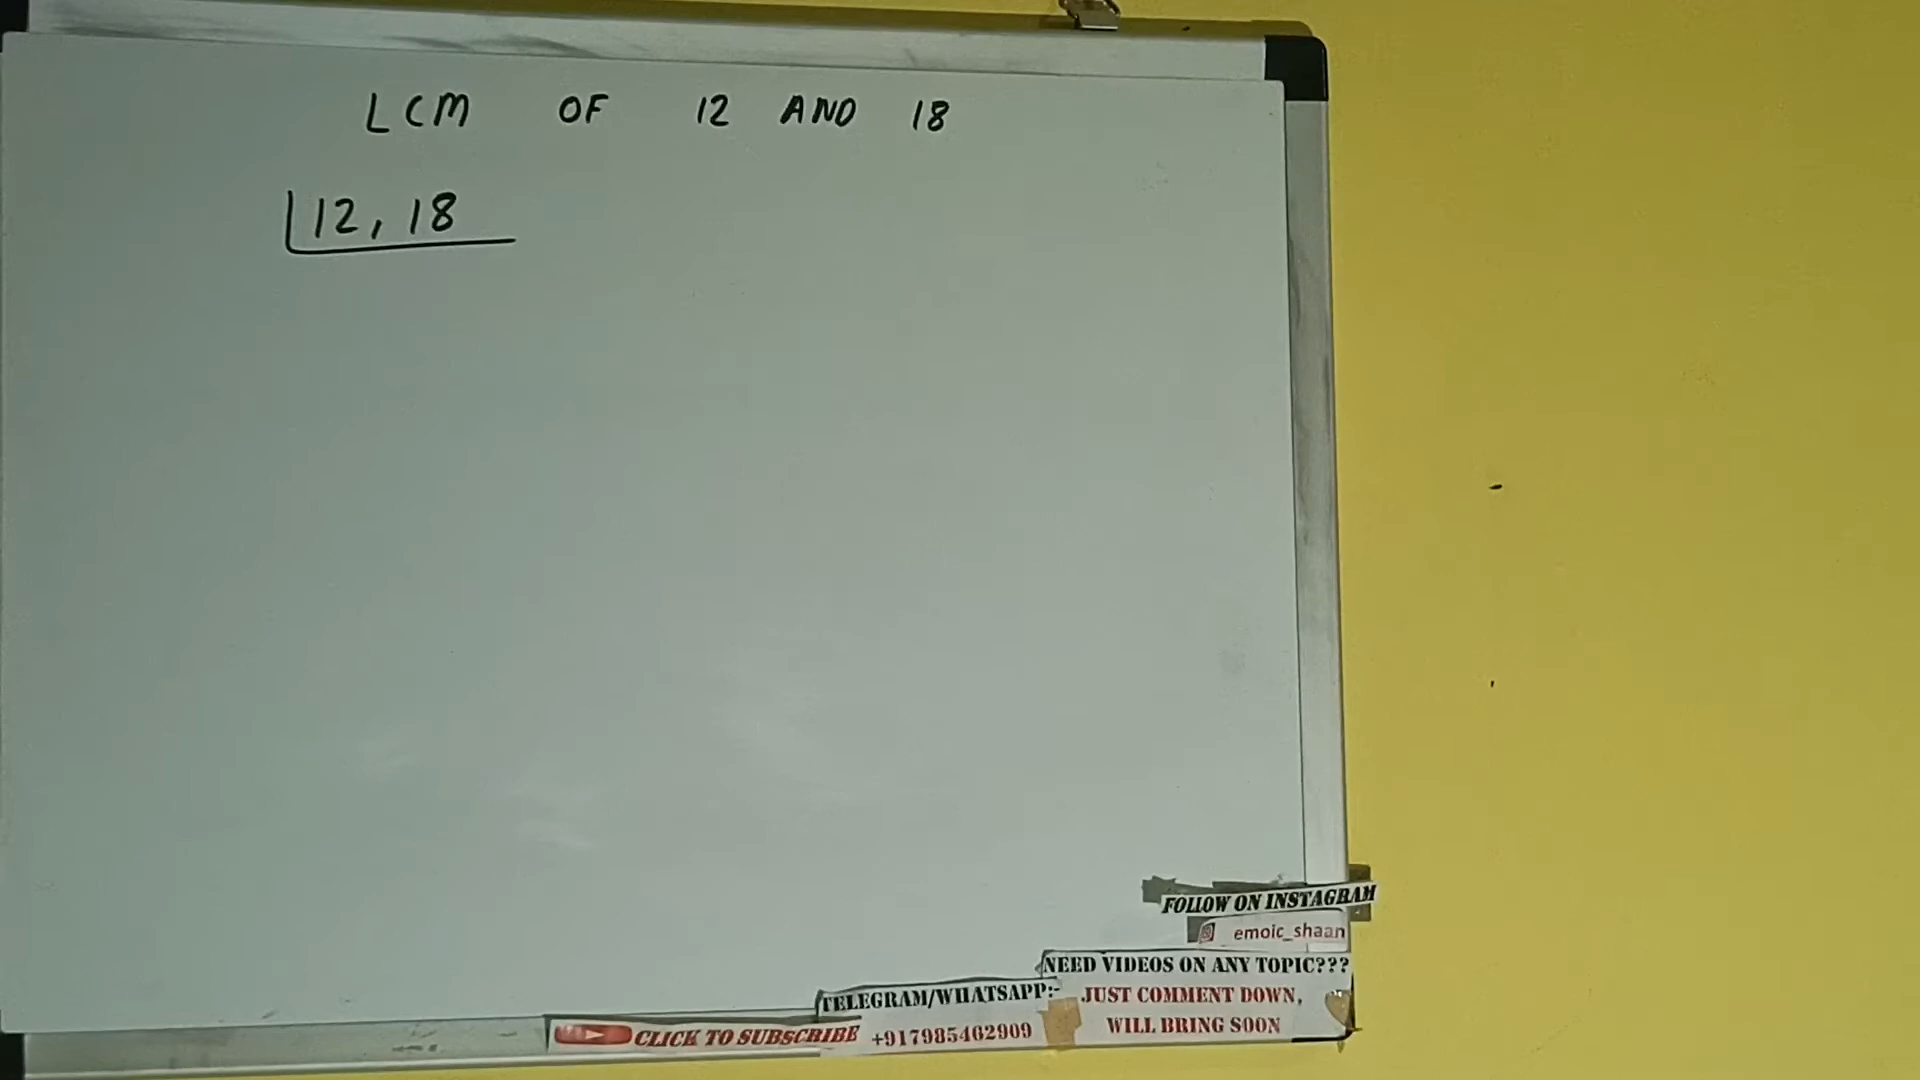 LCM OF 12 AND 18
12, 18
FOLLOW ON INSTAGRAM
emoic_shaan
NEED VIDEOS ON ANY TOPIC???
JUST COMMENT DOWN,
WILL BRING SOON
TELEGRAM/WHATSAPP:-
+917985462909
CLICK TO SUBSCRIBE